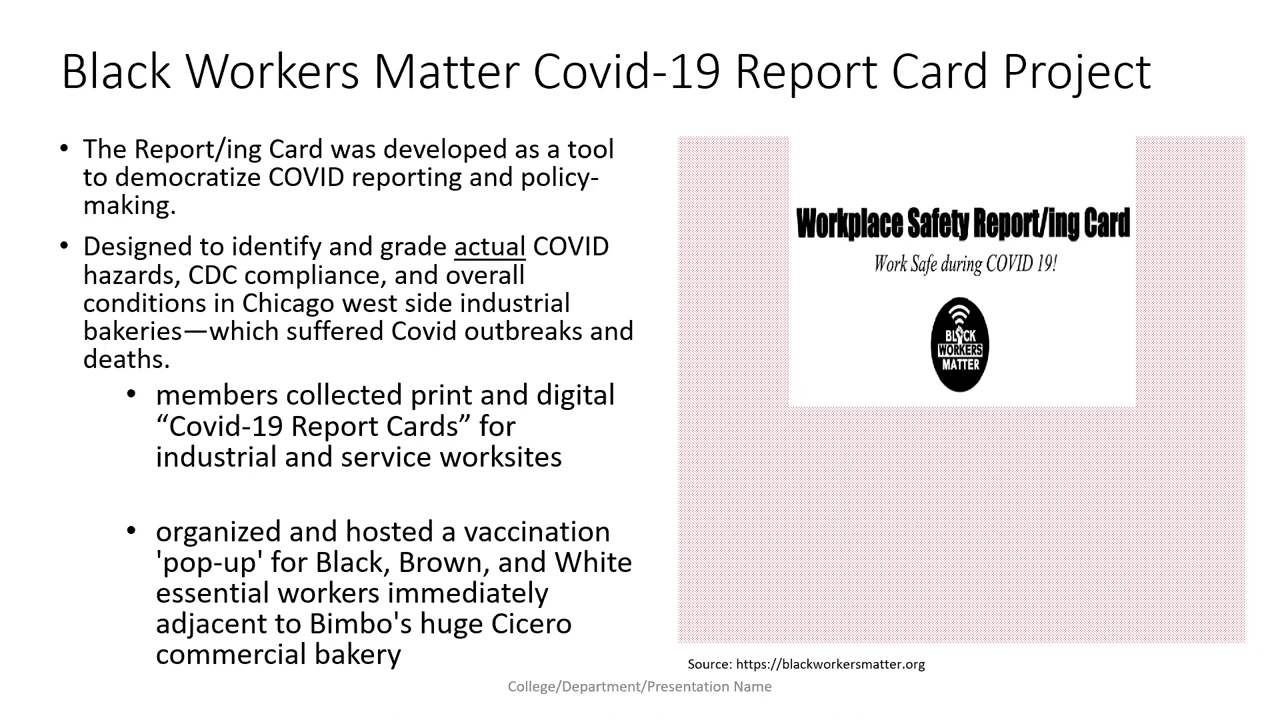 Black Workers Matter Covid-19 Report Card Project
• The Report/ing Card was developed as a tool
to democratize COVID reporting and policy-
making.
• Designed to identify and grade actual COVID
hazards, CDC compliance, and overall
conditions in Chicago west side industrial
bakeries—which suffered Covid outbreaks and
deaths.
• members collected print and digital
“Covid-19 Report Cards” for
industrial and service worksites
• organized and hosted a vaccination
'pop-up' for Black, Brown, and White
essential workers immediately
adjacent to Bimbo's huge Cicero
commercial bakery
Workplace Safety Report/ing Card
Work Safe during COVID 19!
BLACK
WORKERS
MATTER
Source: https://blackworkersmatter.org
College/Department/Presentation Name